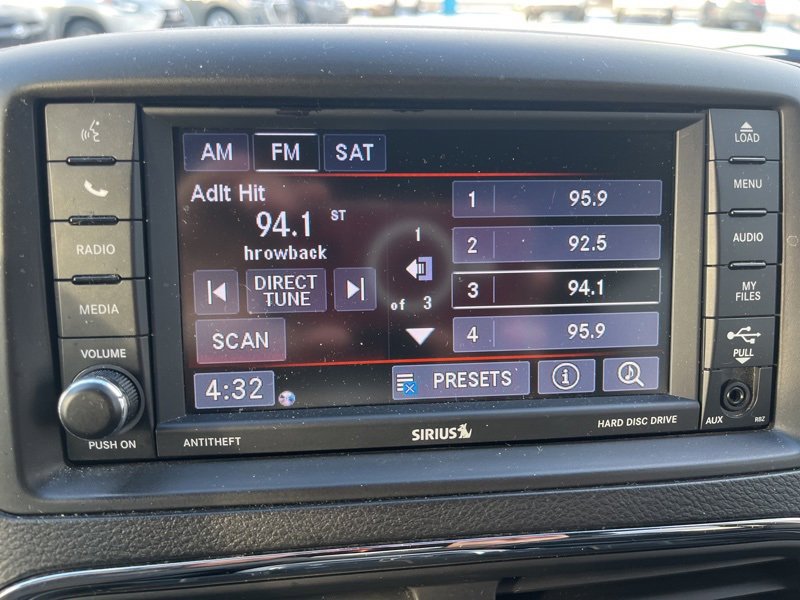 AM FM SAT
Adlt Hit
94.1 ST
hrowback
DIRECT
TUNE
SCAN
4:32
1
of 3
1 95.9
2 92.5
3 94.1
4 95.9
PRESETS
i
RADIO
MEDIA
VOLUME
PUSH ON
ANTITHEFT
SIRIUS
HARD DISC DRIVE
LOAD
MENU
AUDIO
MY
FILES
PULL
AUX
RBZ